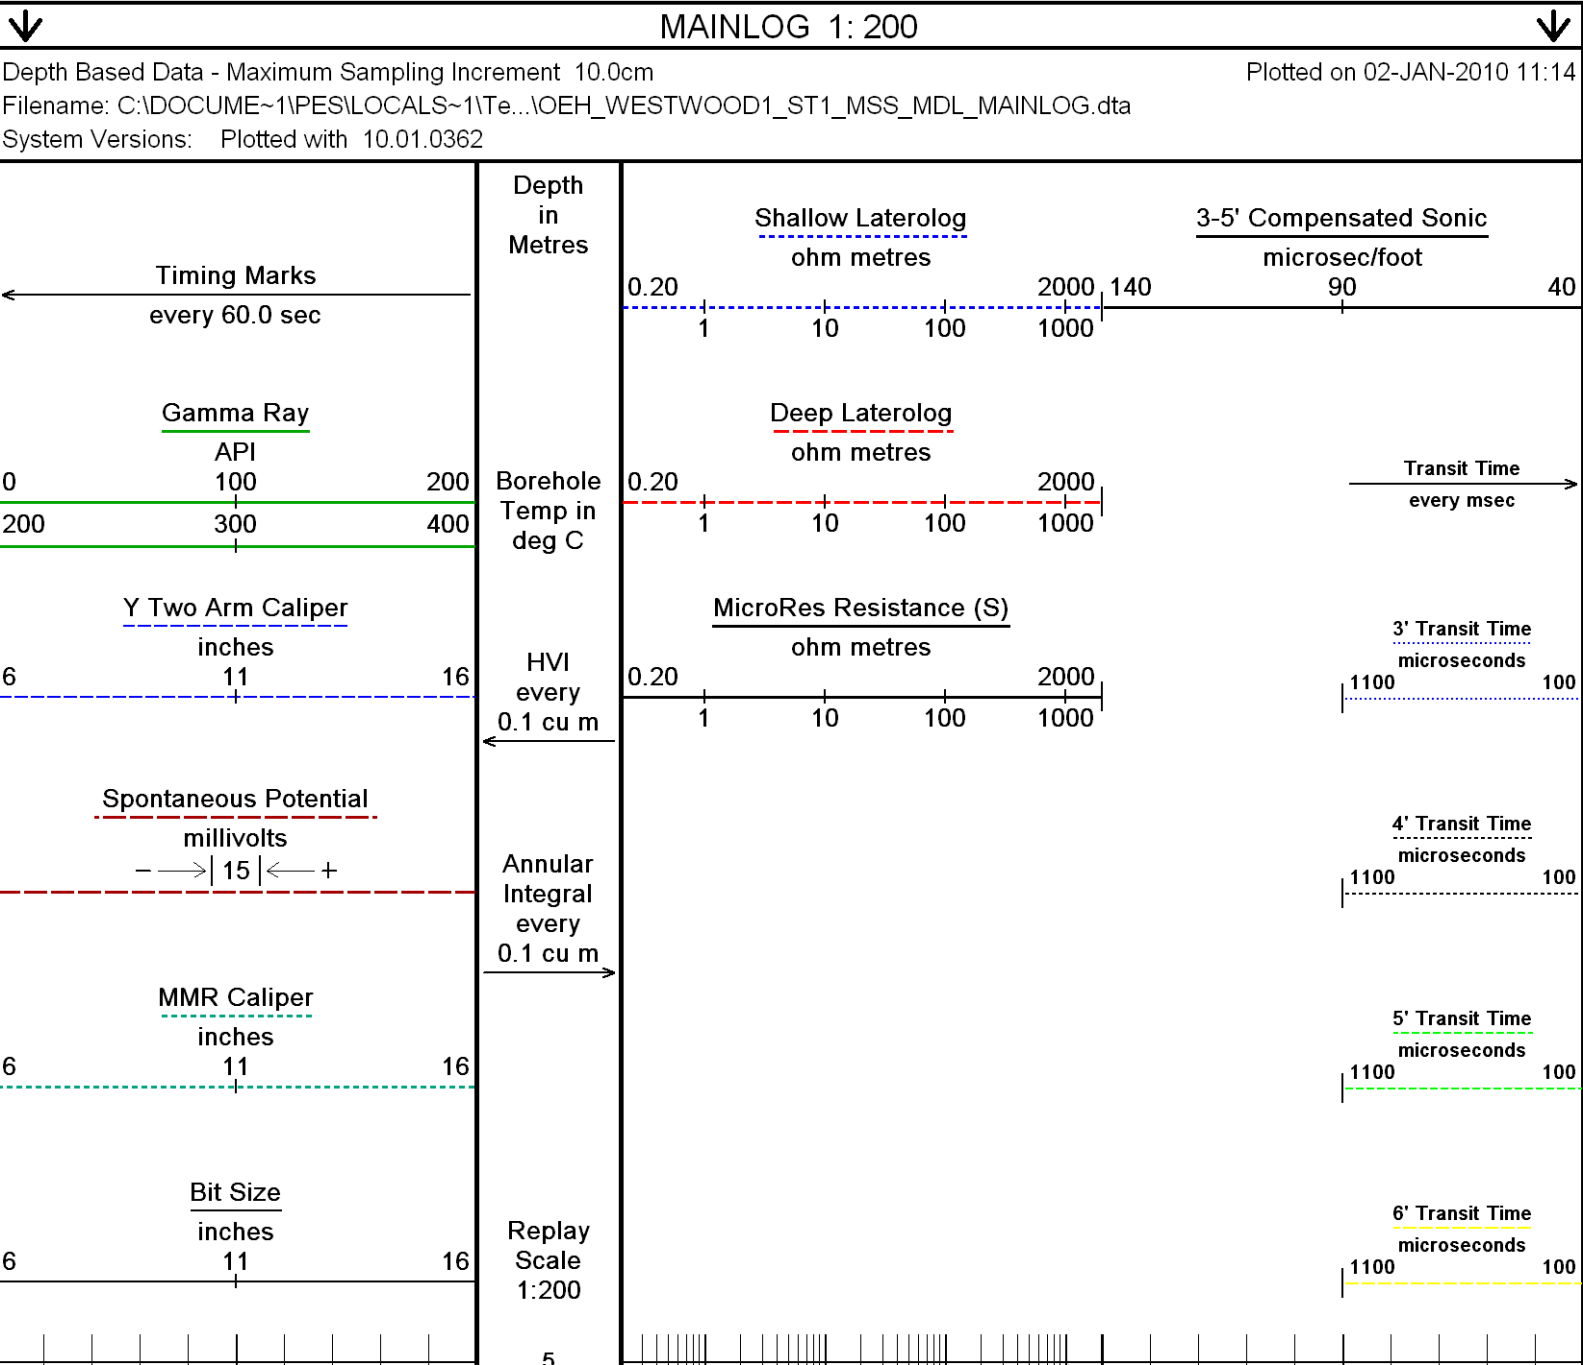 MAINLOG 1: 200
Depth Based Data - Maximum Sampling Increment 10.0cm
Plotted on 02-JAN-2010 11:14
Filename: C:\DOCUME~1\PES\LOCALS~1\Te...\OEH_WESTWOOD1_ST1_MSS_MDL_MAINLOG.dta
System Versions: Plotted with 10.01.0362
Timing Marks
every 60.0 sec
Gamma Ray
API
0 100 200
200 300 400
Y Two Arm Caliper
inches
6 11 16
Spontaneous Potential
millivolts
− 15 +
MMR Caliper
inches
6 11 16
Bit Size
inches
6 11 16
Depth
in
Metres
Borehole
Temp in
deg C
HVI
every
0.1 cu m
Annular
Integral
every
0.1 cu m
Replay
Scale
1:200
5
Shallow Laterolog
ohm metres
0.20 2000
1 10 100 1000
Deep Laterolog
ohm metres
0.20 2000
1 10 100 1000
MicroRes Resistance (S)
ohm metres
0.20 2000
1 10 100 1000
3-5' Compensated Sonic
microsec/foot
140 90 40
Transit Time
every msec
3' Transit Time
microseconds
1100 100
4' Transit Time
microseconds
1100 100
5' Transit Time
microseconds
1100 100
6' Transit Time
microseconds
1100 100